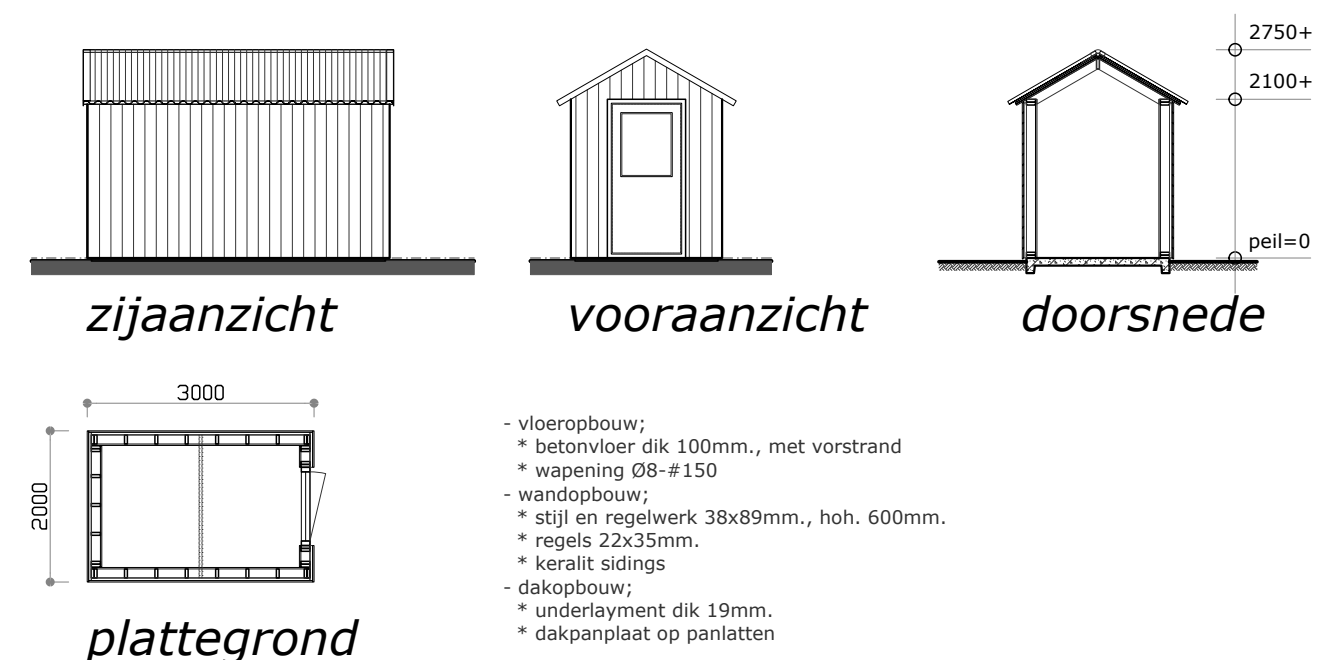 2750+
2100+
peil=0
zijaanzicht
vooraanzicht
doorsnede
3000
2000
plattegrond
- vloeropbouw;
* betonvloer dik 100mm., met vorstrand
* wapening Ø8-#150
- wandopbouw;
* stijl en regelwerk 38x89mm., hoh. 600mm.
* regels 22x35mm.
* keralit sidings
- dakopbouw;
* underlayment dik 19mm.
* dakpanplaat op panlatten